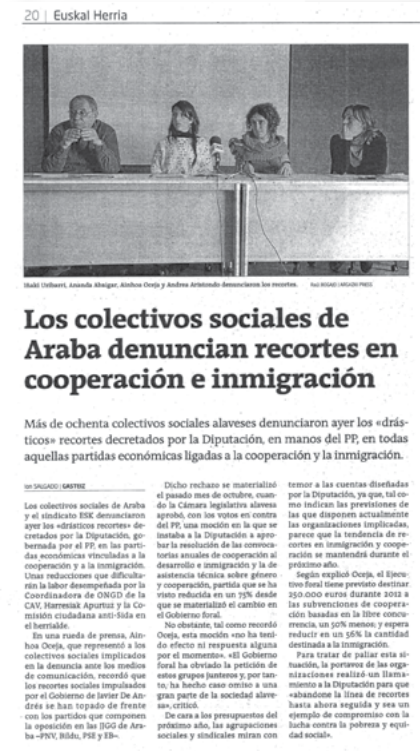 20 | Euskal Herria
Iñaki Uribarri, Ananda Abaigar, Ainhoa Oceja y Andrea Aristondo denunciaron los recortes.
Los colectivos sociales de
Araba denuncian recortes en
cooperación e inmigración
Más de ochenta colectivos sociales alaveses denunciaron ayer los «drás-
ticos» recortes decretados por la Diputación, en manos del PP, en todas
aquellas partidas económicas ligadas a la cooperación y la inmigración.
Ion SALGADO | GASTEIZ
Los colectivos sociales de Araba
y el sindicato ESK denunciaron
ayer los «drásticos recortes» de-
cretados por la Diputación, go-
bernada por el PP, en las parti-
das económicas vinculadas a la
cooperación y a la inmigración.
Unas reducciones que dificulta-
rán la labor desempeñada por la
Coordinadora de ONGD de la
CAV, Harresiak Apurtuz y la Co-
misión ciudadana anti-Sida en
el herrialde.
En una rueda de prensa, Ain-
hoa Oceja, que representó a los
colectivos sociales implicados
en la denuncia ante los medios
de comunicación, recordó que
los recortes sociales impulsados
por el Gobierno de Javier De An-
drés se han topado de frente
con los partidos que componen
la oposición en las JJGG de Ara-
ba –PNV, Bildu, PSE y EB–.
Dicho rechazo se materializó
el pasado mes de octubre, cuan-
do la Cámara legislativa alavesa
aprobó, con los votos en contra
del PP, una moción en la que se
instaba a la Diputación a apro-
bar la resolución de las convoca-
torias anuales de cooperación al
desarrollo e inmigración y la de
asistencia técnica sobre género
y cooperación, partida que se ha
visto reducida en un 75% desde
que se materializó el cambio en
el Gobierno foral.
No obstante, tal como recordó
Oceja, esta moción «no ha teni-
do efecto ni respuesta alguna
por el momento». «El Gobierno
foral ha obviado la petición de
estos grupos junteros y, por tan-
to, ha hecho caso omiso a una
gran parte de la sociedad alave-
sa», criticó.
De cara a los presupuestos del
próximo año, las agrupaciones
sociales y sindicales miran con
temor a las cuentas diseñadas
por la Diputación, ya que, tal co-
mo indican las previsiones de
las que disponen actualmente
las organizaciones implicadas,
parece que la tendencia de re-
cortes en inmigración y coope-
ración se mantendrá durante el
próximo año.
Según explicó Oceja, el Ejecu-
tivo foral tiene previsto destinar
250.000 euros durante 2012 a
las subvenciones de coopera-
ción basadas en la libre concu-
rrencia, un 50% menos; y espera
reducir en un 56% la cantidad
destinada a la inmigración.
Para tratar de paliar esta si-
tuación, la portavoz de las orga-
nizaciones realizó un llama-
miento a la Diputación para que
«abandone la línea de recortes
hasta ahora seguida y sea un
ejemplo de compromiso con la
lucha contra la pobreza y equi-
dad social».